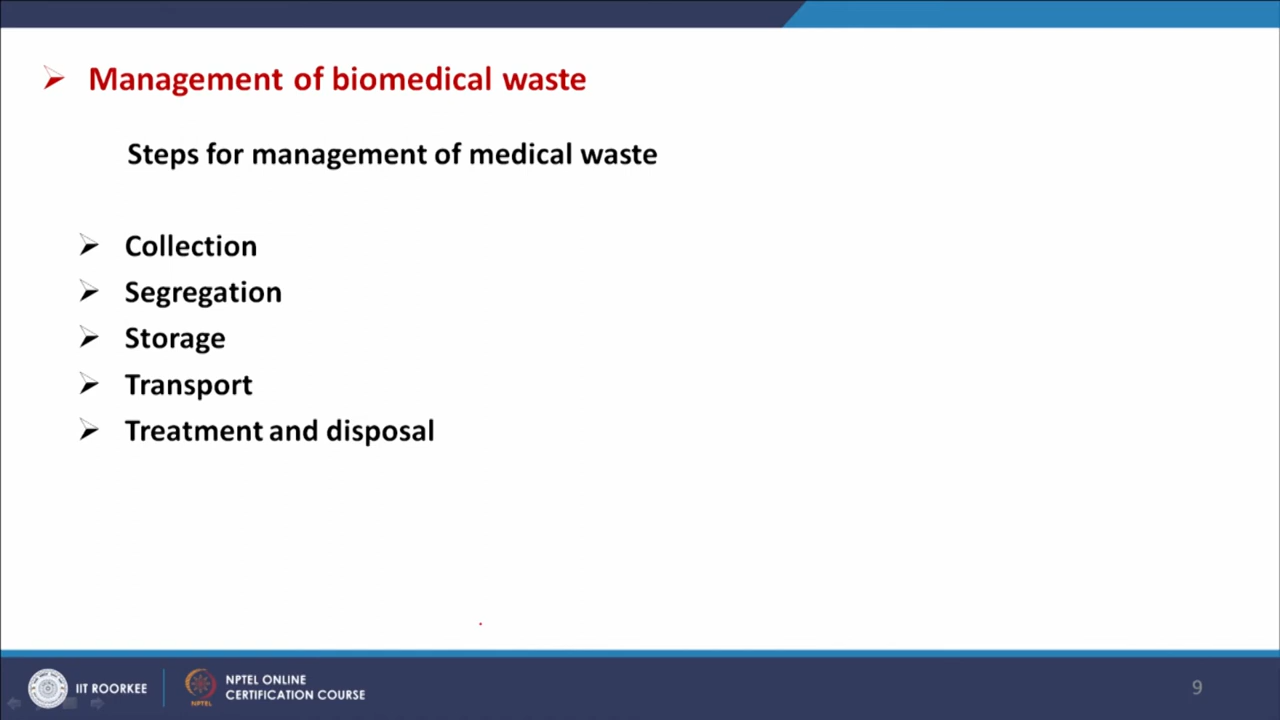 Management of biomedical waste
Steps for management of medical waste
Collection
Segregation
Storage
Transport
Treatment and disposal
IIT ROORKEE
NPTEL
NPTEL ONLINE
CERTIFICATION COURSE
9